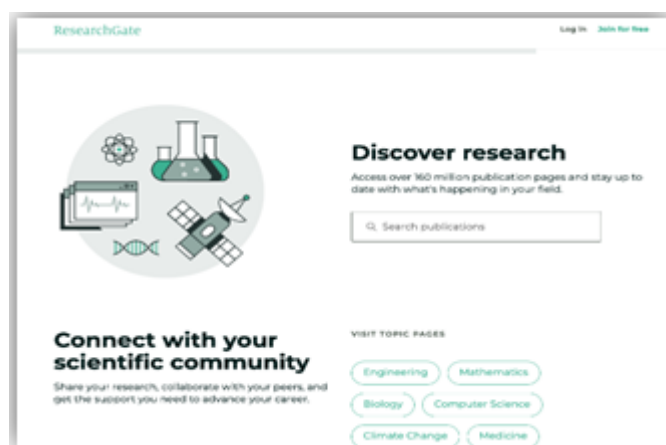 ResearchGate
Log in Join for free
Discover research
Access over 160 million publication pages and stay up to
date with what's happening in your field.
Search publications
Connect with your
scientific community
Share your research, collaborate with your peers, and
get the support you need to advance your career.
VISIT TOPIC PAGES
Engineering Mathematics
Biology Computer Science
Climate Change Medicine